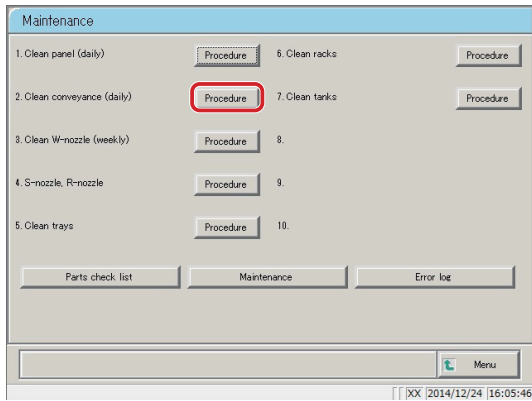 Maintenance
1. Clean panel (daily) Procedure 6. Clean racks Procedure
2. Clean conveyance (daily) Procedure 7. Clean tanks Procedure
3. Clean W-nozzle (weekly) Procedure 8.
4. S-nozzle, R-nozzle Procedure 9.
5. Clean trays Procedure 10.
Parts check list Maintenance Error log
Menu
XX 2014/12/24 16:05:46